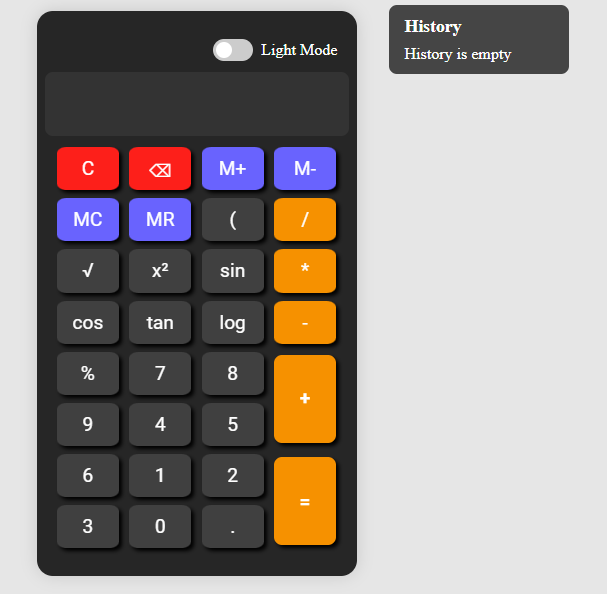 Light Mode
C ⌫ M+ M-
MC MR ( /
√ x² sin *
cos tan log -
% 7 8 +
9 4 5
6 1 2 =
3 0 .
History
History is empty